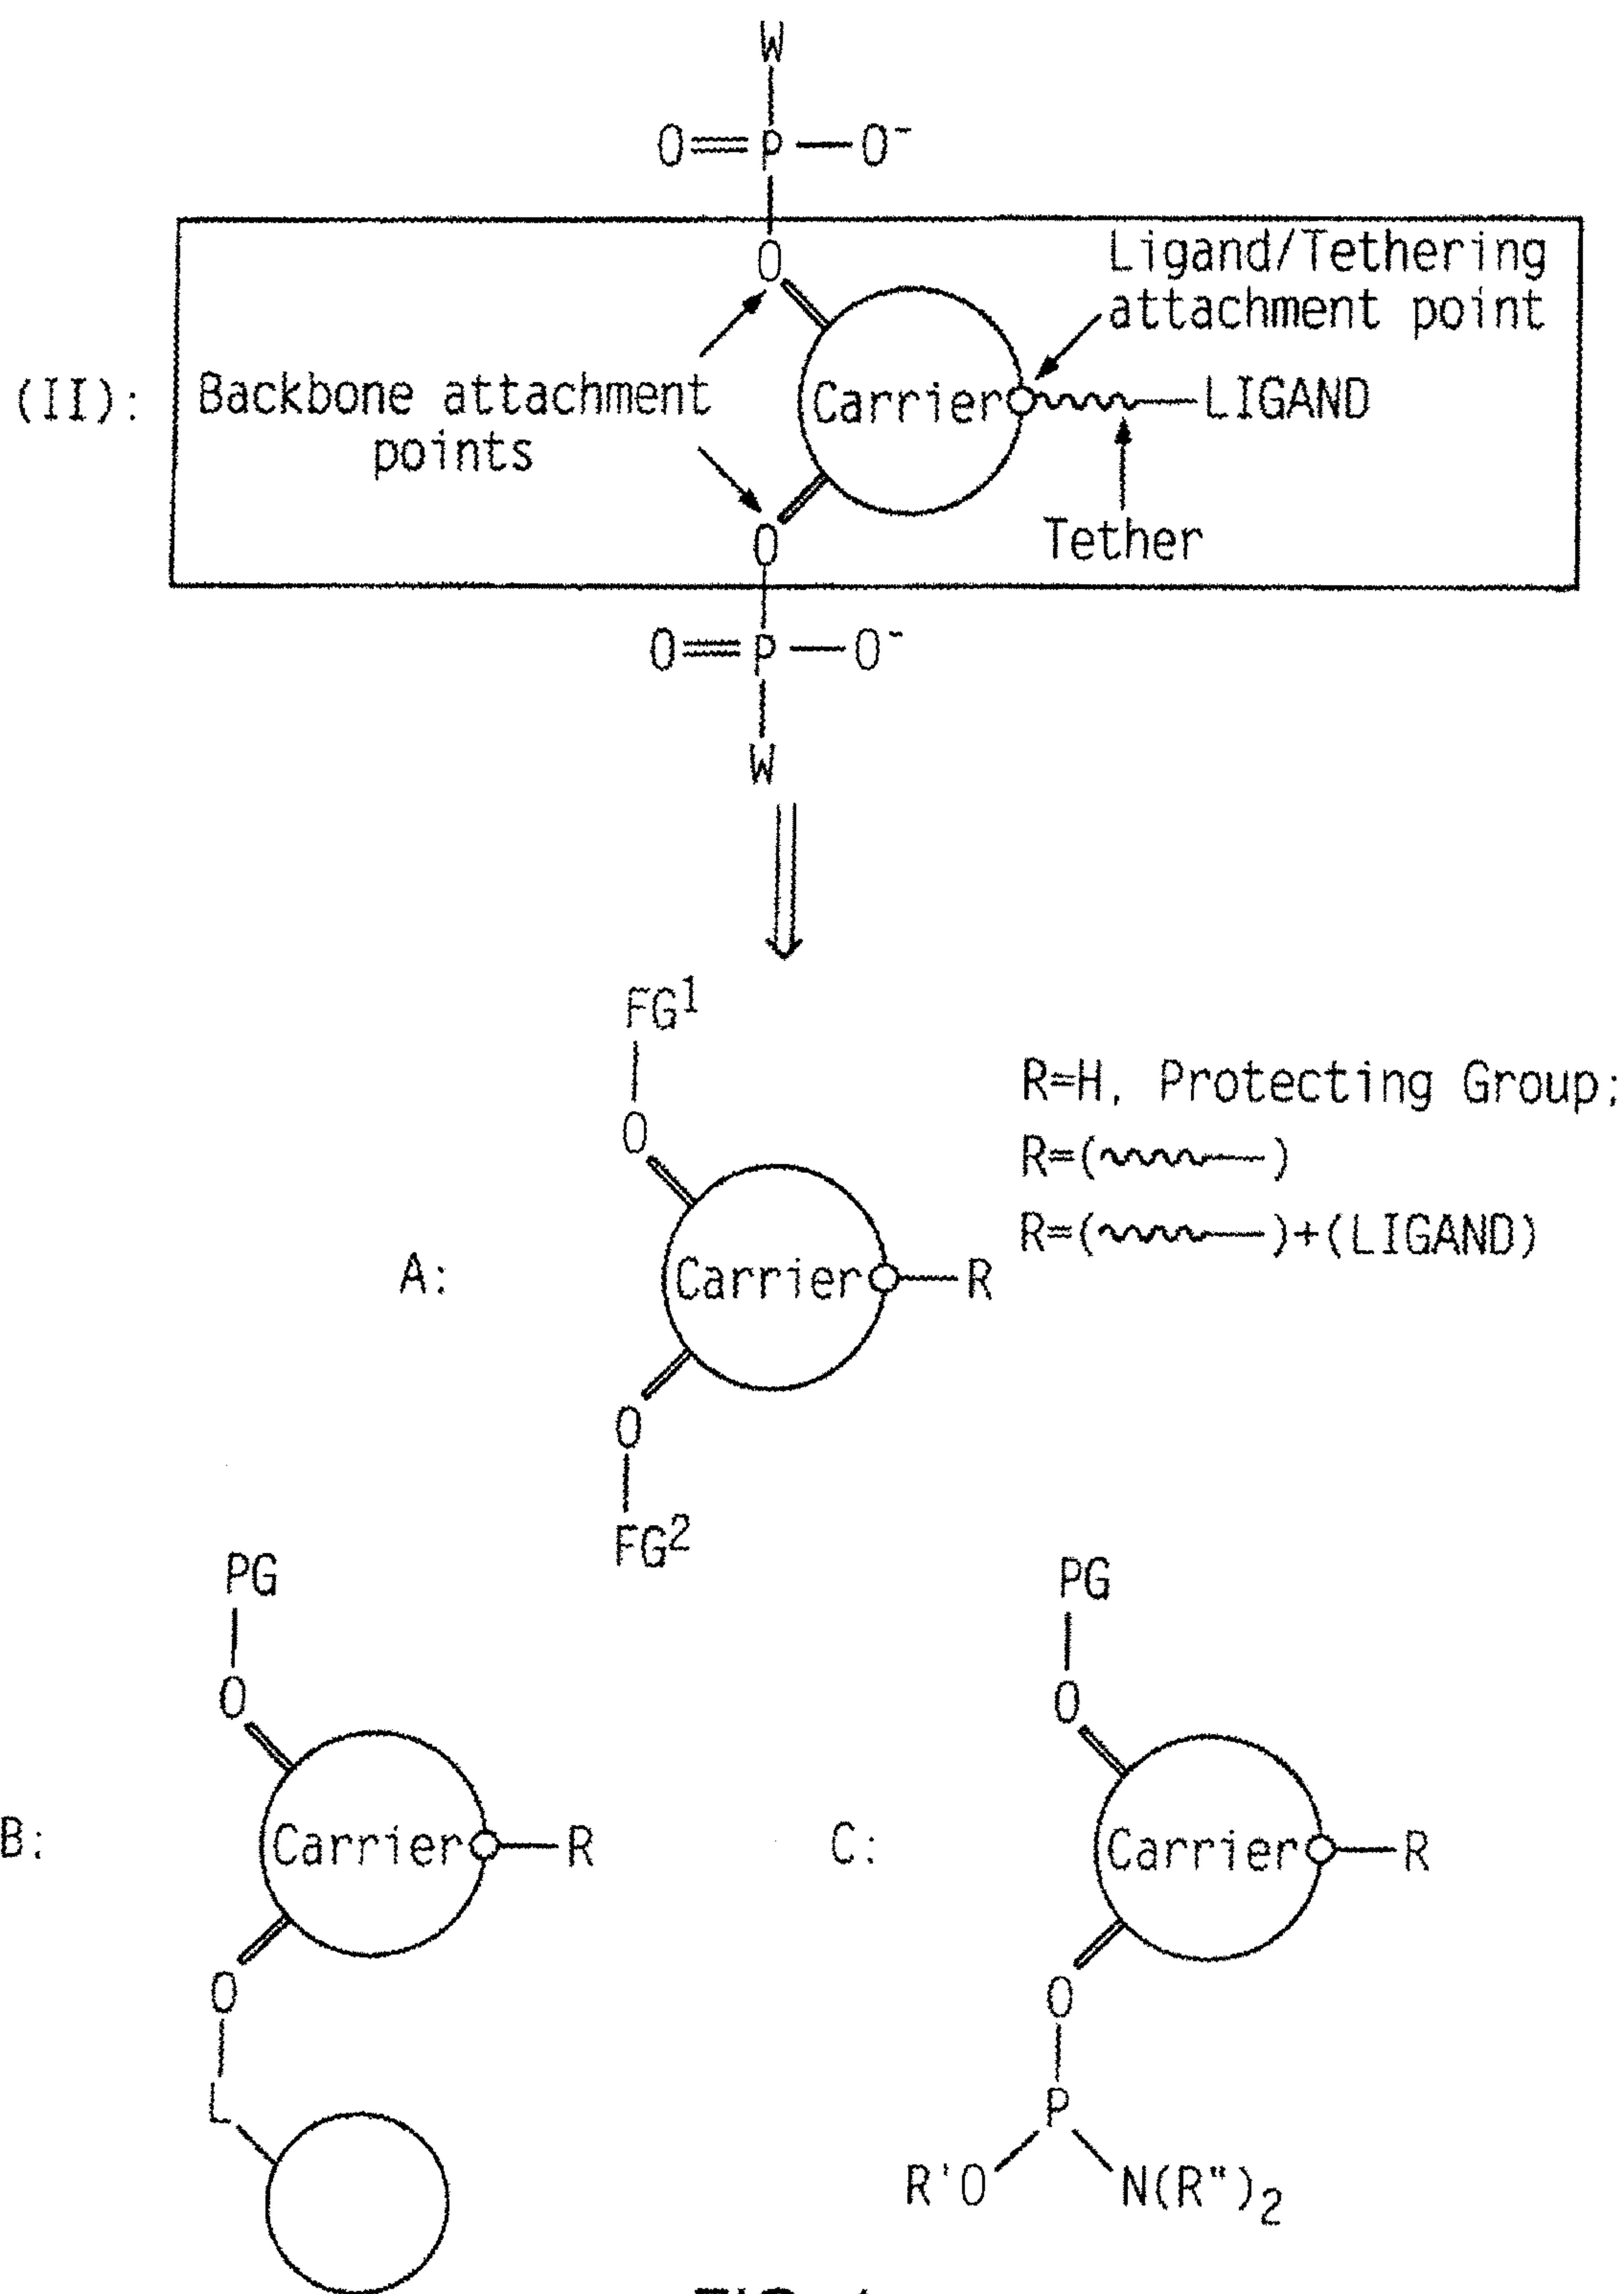 W
O=P—O⁻
O
Ligand/Tethering
attachment point
(II):
Backbone attachment
points
Carrier
LIGAND
Tether
O
O=P—O⁻
W
FG¹
O
R=H, Protecting Group;
R=( )
R=( )+(LIGAND)
A:
Carrier
R
O
FG²
PG
PG
O
O
B:
Carrier
R
C:
Carrier
R
O
O
L
P
R'O
N(R")₂